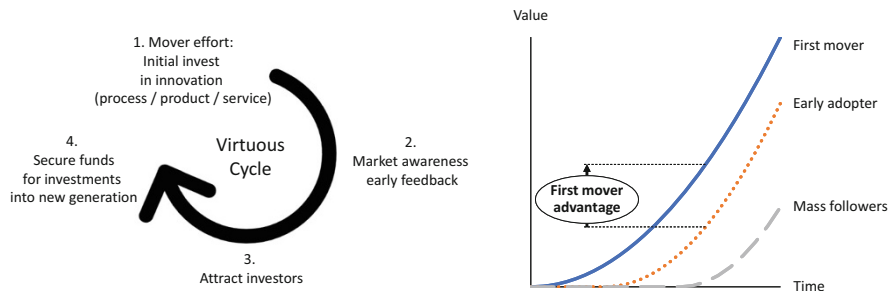 1. Mover effort:
Initial invest
in innovation
(process / product / service)
Virtuous
Cycle
2.
Market awareness
early feedback
3.
Attract investors
4.
Secure funds
for investments
into new generation
Value
First mover
Early adopter
First mover
advantage
Mass followers
Time